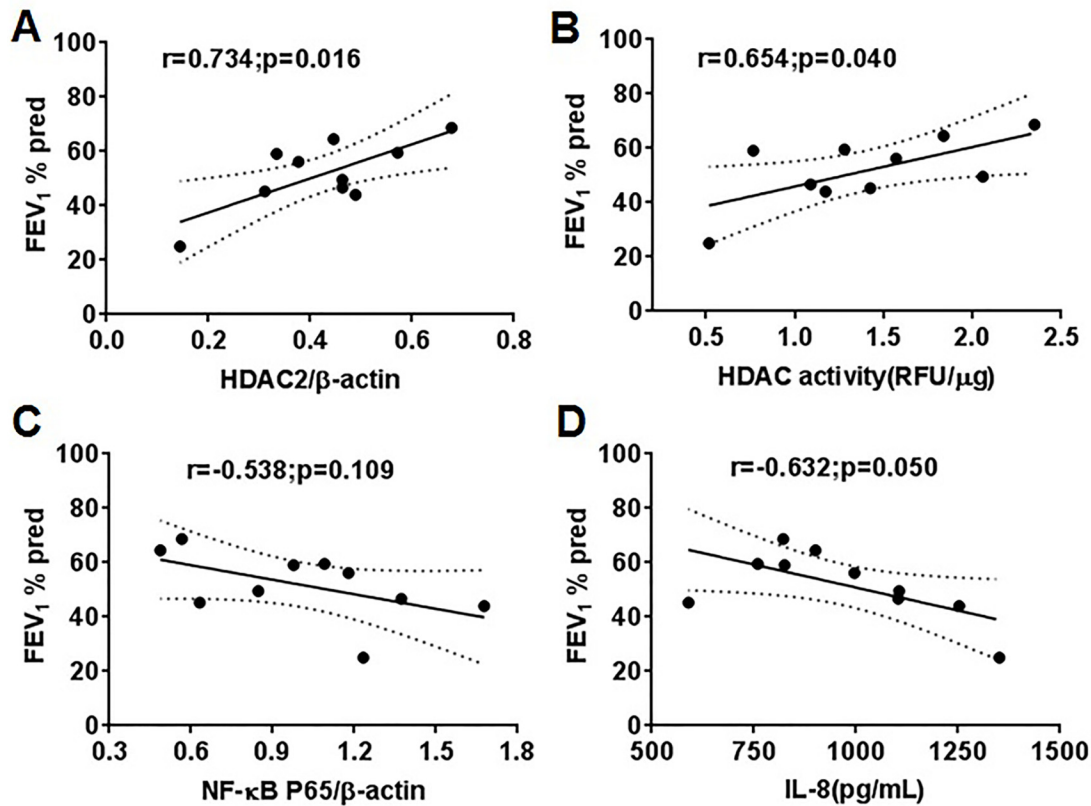 A
r=0.734;p=0.016
FEV1 % pred
100
80
60
40
20
0
0.0 0.2 0.4 0.6 0.8
HDAC2/β-actin
B
r=0.654;p=0.040
FEV1 % pred
100
80
60
40
20
0
0.5 1.0 1.5 2.0 2.5
HDAC activity(RFU/μg)
C
r=-0.538;p=0.109
FEV1 % pred
100
80
60
40
20
0
0.3 0.6 0.9 1.2 1.5 1.8
NF-κB P65/β-actin
D
r=-0.632;p=0.050
FEV1 % pred
100
80
60
40
20
0
500 750 1000 1250 1500
IL-8(pg/mL)